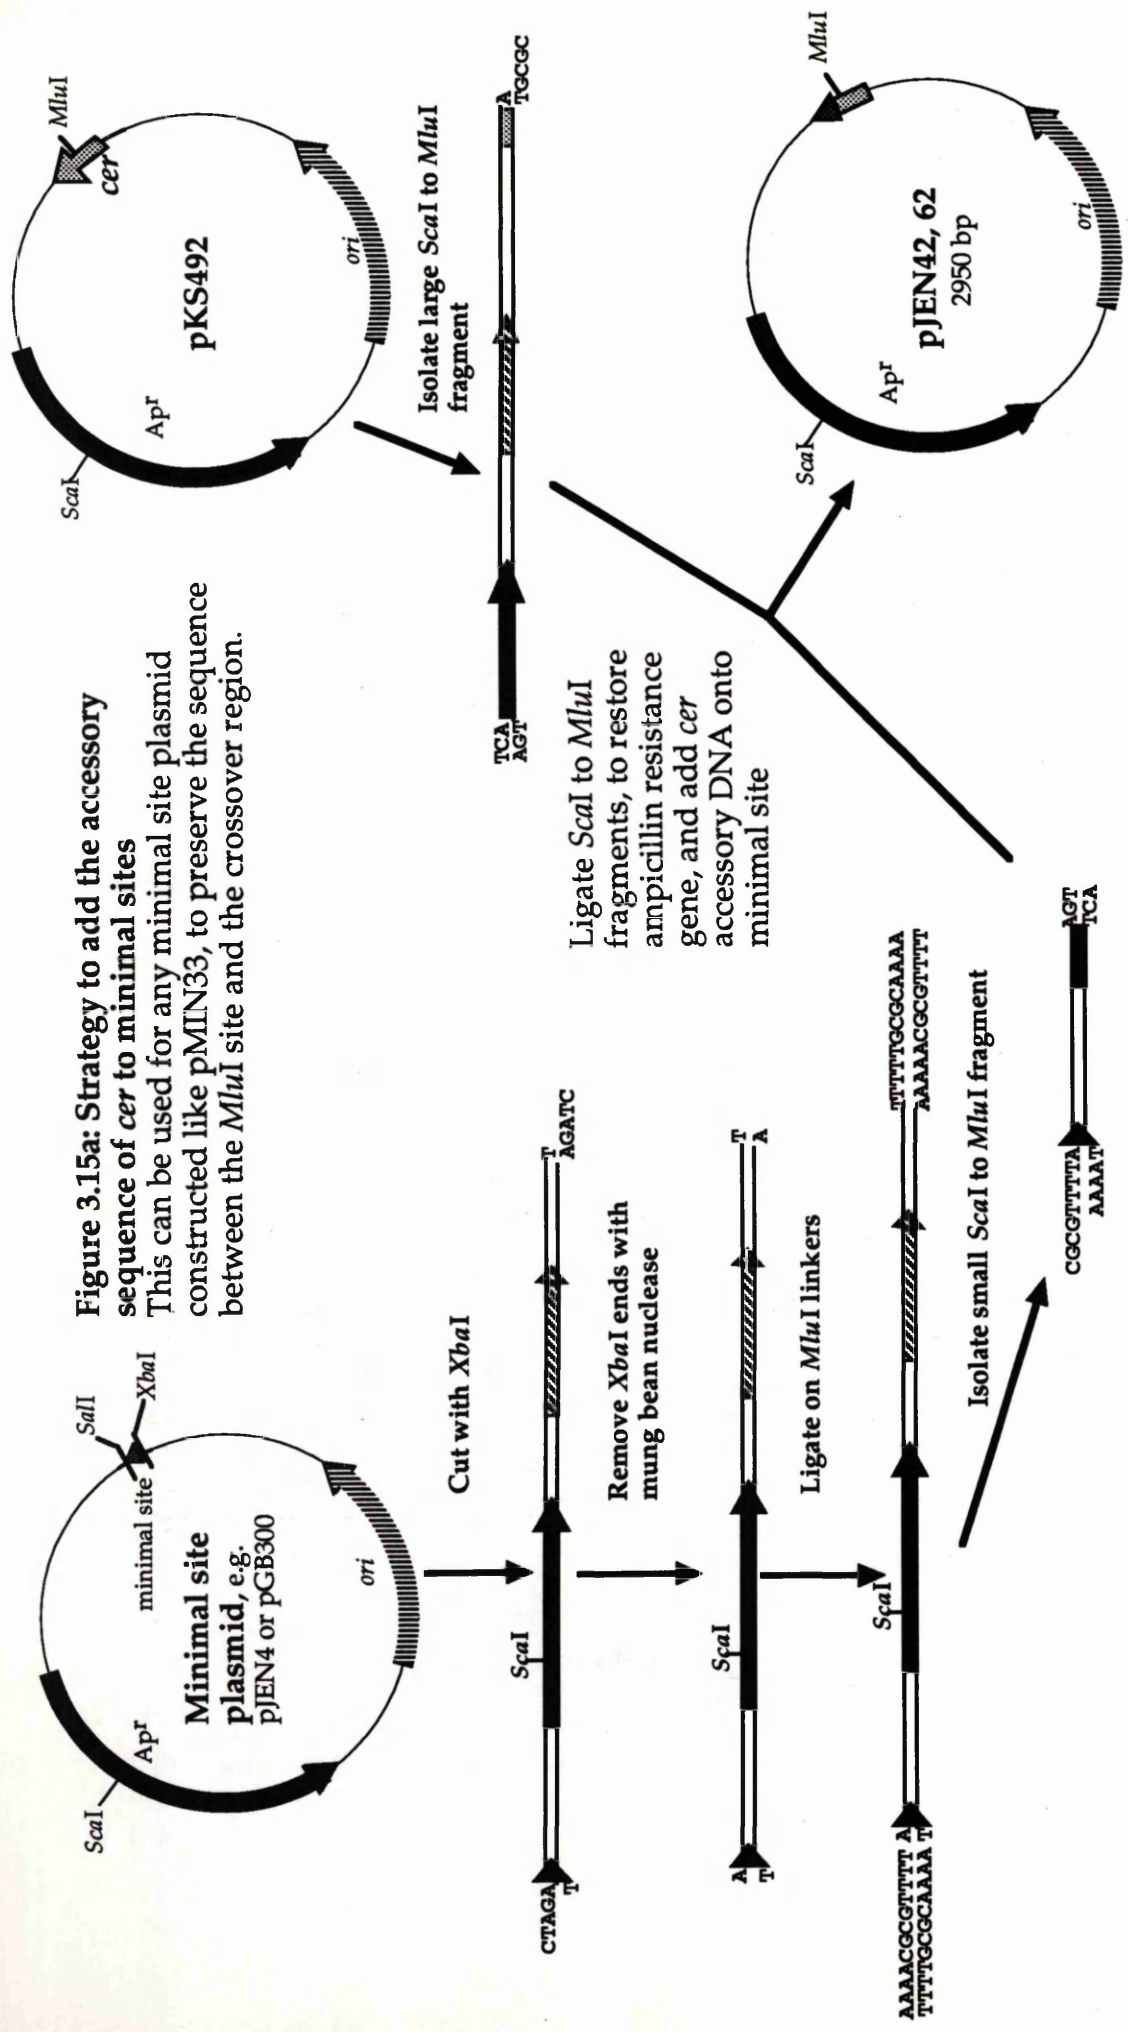 Figure 3.15a: Strategy to add the accessory
sequence of cer to minimal sites
This can be used for any minimal site plasmid
constructed like pMIN33, to preserve the sequence
between the MluI site and the crossover region.
ScaI
Apr
SalI
XbaI
minimal site
Minimal site
plasmid, e.g.
pJEN4 or pGB300
ori
Cut with XbaI
CTAGA
T
ScaI
T
AGATC
Remove XbaI ends with
mung bean nuclease
A
T
ScaI
T
A
Ligate on MluI linkers
AAAACGCGTTTT A
TTTTGCGCAAAA T
ScaI
TTTTTGCGCAAAA
AAAAACGCGTTTT
Isolate small ScaI to MluI fragment
CGCGTTTTA
AAAAT
AGT
TCA
ScaI
Apr
MluI
cer
pKS492
ori
Isolate large ScaI to MluI
fragment
TCA
AGT
A
TGCGC
Ligate ScaI to MluI
fragments, to restore
ampicillin resistance
gene, and add cer
accessory DNA onto
minimal site
ScaI
Apr
MluI
pJEN42, 62
2950 bp
ori